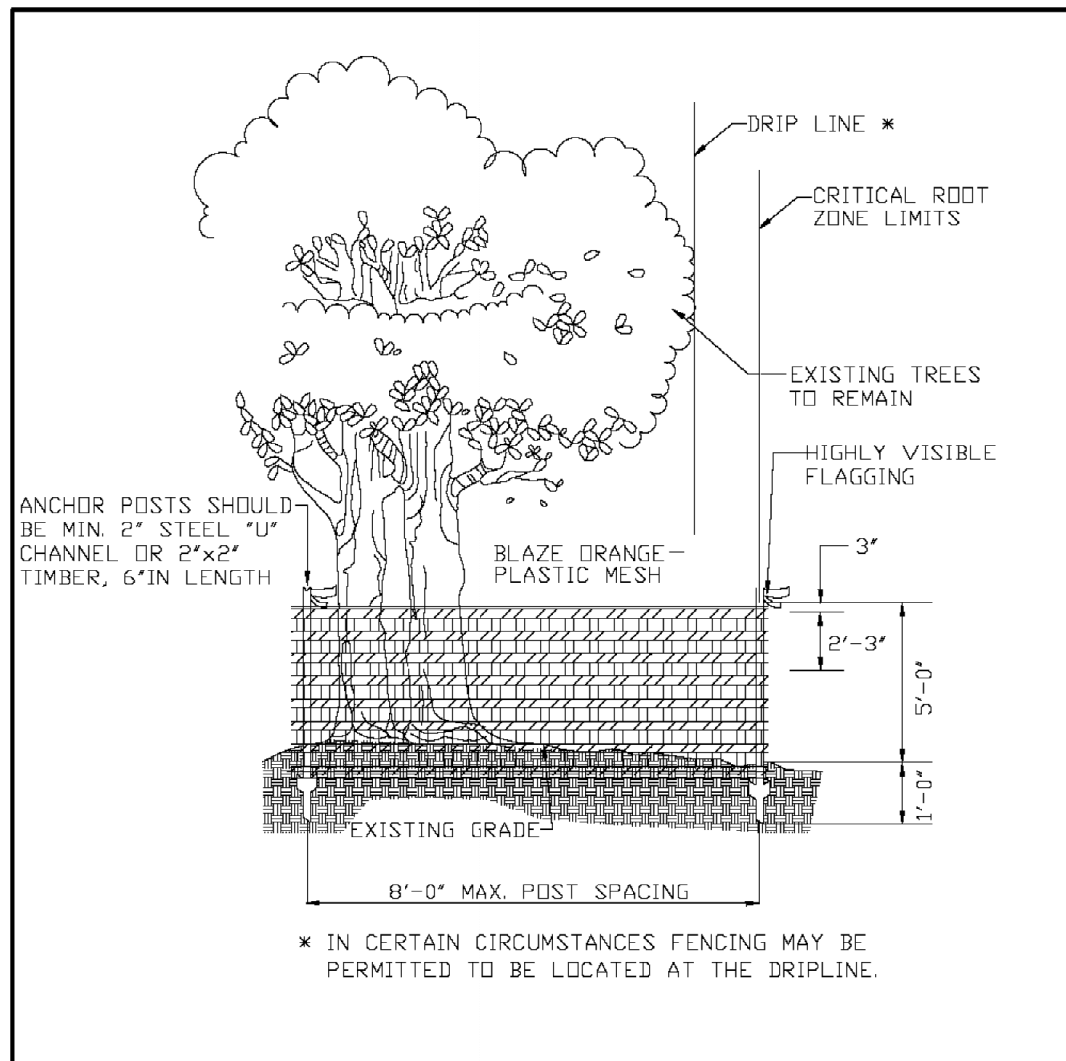 DRIP LINE *
CRITICAL ROOT
ZONE LIMITS
EXISTING TREES
TO REMAIN
HIGHLY VISIBLE
FLAGGING
ANCHOR POSTS SHOULD
BE MIN. 2" STEEL "U"
CHANNEL OR 2"x2"
TIMBER, 6"IN LENGTH
BLAZE ORANGE
PLASTIC MESH
3"
2'-3"
5'-0"
1'-0"
EXISTING GRADE
8'-0" MAX. POST SPACING
* IN CERTAIN CIRCUMSTANCES FENCING MAY BE
PERMITTED TO BE LOCATED AT THE DRIPLINE.